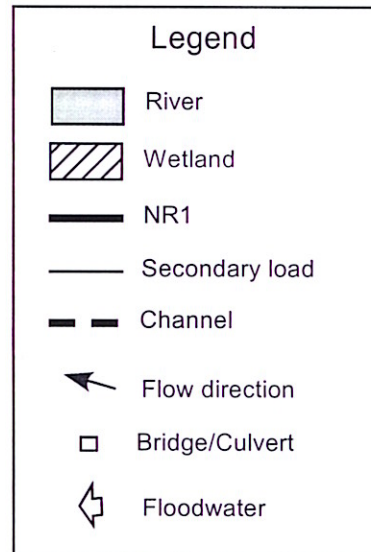 Legend
River
Wetland
NR1
Secondary load
Channel
Flow direction
Bridge/Culvert
Floodwater